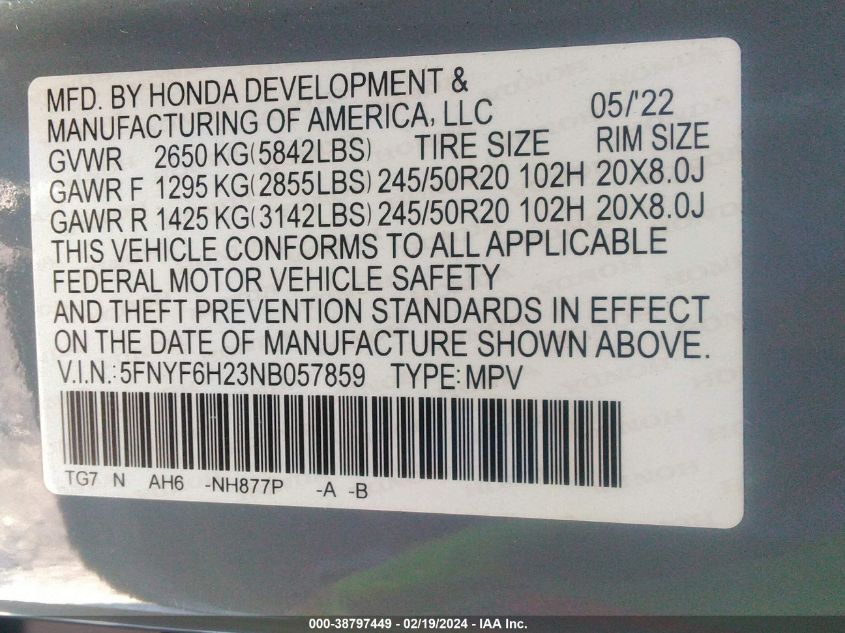 MFD. BY HONDA DEVELOPMENT &
MANUFACTURING OF AMERICA, LLC 05/'22
GVWR 2650 KG(5842LBS) TIRE SIZE RIM SIZE
GAWR F 1295 KG(2855LBS) 245/50R20 102H 20X8.0J
GAWR R 1425 KG(3142LBS) 245/50R20 102H 20X8.0J
THIS VEHICLE CONFORMS TO ALL APPLICABLE
FEDERAL MOTOR VEHICLE SAFETY
AND THEFT PREVENTION STANDARDS IN EFFECT
ON THE DATE OF MANUFACTURE SHOWN ABOVE.
V.I.N.: 5FNYF6H23NB057859 TYPE: MPV
TG7 N AH6 -NH877P -A -B
000-38797449 - 02/19/2024 - IAA Inc.